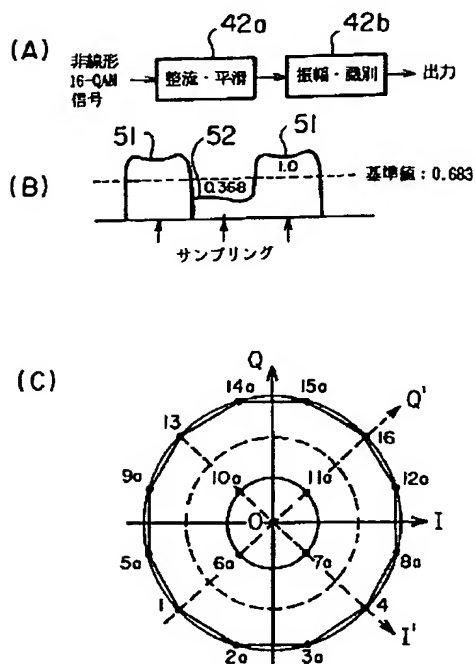 (A)
42a
42b
非線形
16-QAM
信号
整流・平滑
振幅・識別
出力
(B)
51
52
51
1.0
0.368
基準値:0.683
サンプリング
(C)
Q
14a
15a
Q'
13
16
9a
10a
11a
12a
O
I
5a
6a
7a
8a
1
4
I'
2a
3a